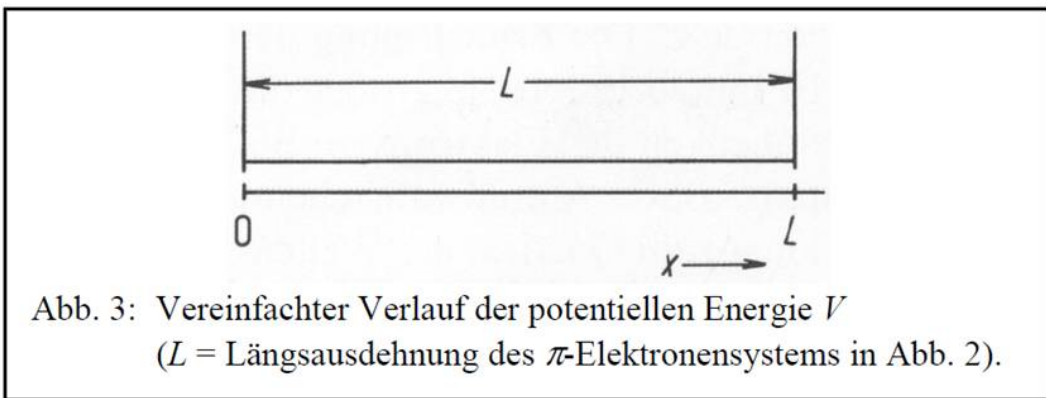 L
0 L
x
Abb. 3: Vereinfachter Verlauf der potentiellen Energie V
(L = Längsausdehnung des π-Elektronensystems in Abb. 2).